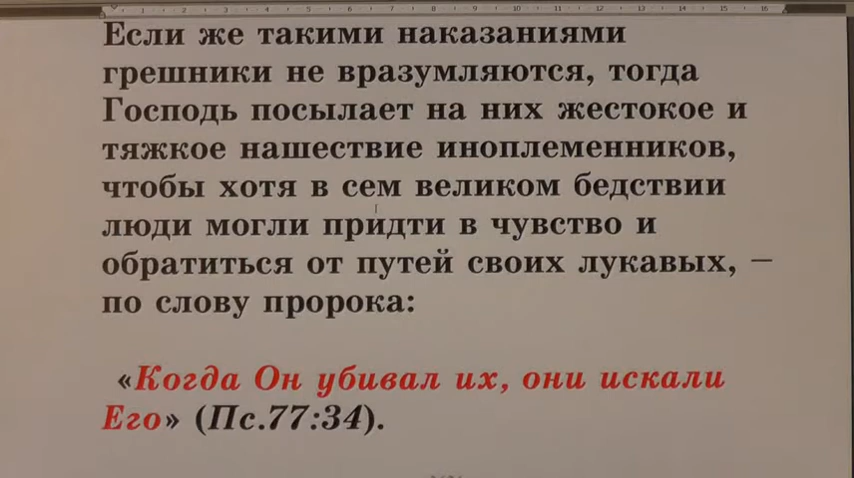 Если же такими наказаниями
грешники не вразумляются, тогда
Господь посылает на них жестокое и
тяжкое нашествие иноплеменников,
чтобы хотя в сем великом бедствии
люди могли придти в чувство и
обратиться от путей своих лукавых, –
по слову пророка:
«Когда Он убивал их, они искали
Его» (Пс.77:34).